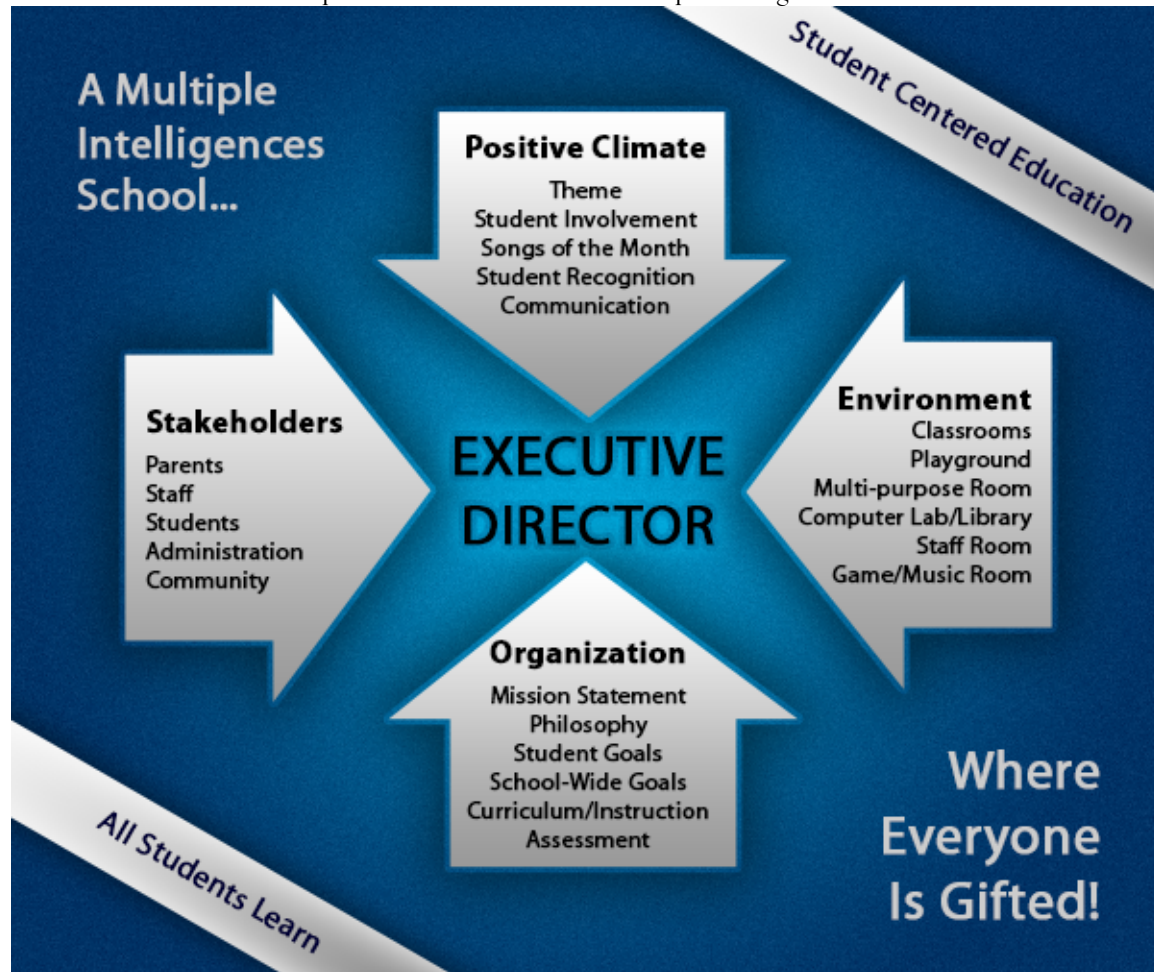 A Multiple
Intelligences
School...
Student Centered Education
Positive Climate
Theme
Student Involvement
Songs of the Month
Student Recognition
Communication
Stakeholders
Parents
Staff
Students
Administration
Community
EXECUTIVE
DIRECTOR
Environment
Classrooms
Playground
Multi-purpose Room
Computer Lab/Library
Staff Room
Game/Music Room
Organization
Mission Statement
Philosophy
Student Goals
School-Wide Goals
Curriculum/Instruction
Assessment
All Students Learn
Where
Everyone
Is Gifted!